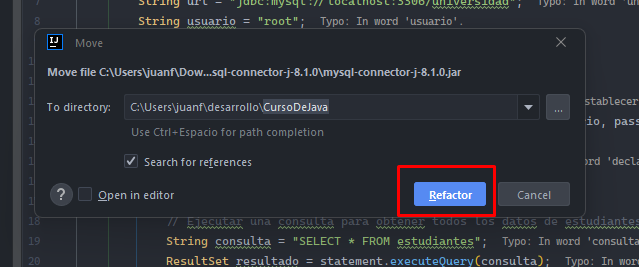 String url = "jdbc:mysql://localhost:3306/universidad"; Typo: In word
String usuario = "root"; Typo: In word 'usuario'.
IJ Move
Move file C:\Users\juanf\Dow...sql-connector-j-8.1.0\mysql-connector-j-8.1.0.jar
To directory: C:\Users\juanf\desarrollo\CursoDeJava ...
establecer
Use Ctrl+Espacio for path completion
io, pass
Search for references
word 'decla
? Open in editor Refactor Cancel
18 // Ejecutar una consulta para obtener todos los datos de estudiantes
19 String consulta = "SELECT * FROM estudiantes"; Typo: In word 'consulta
20 ResultSet resultado = statement.executeQuery(consulta); Typo: In word